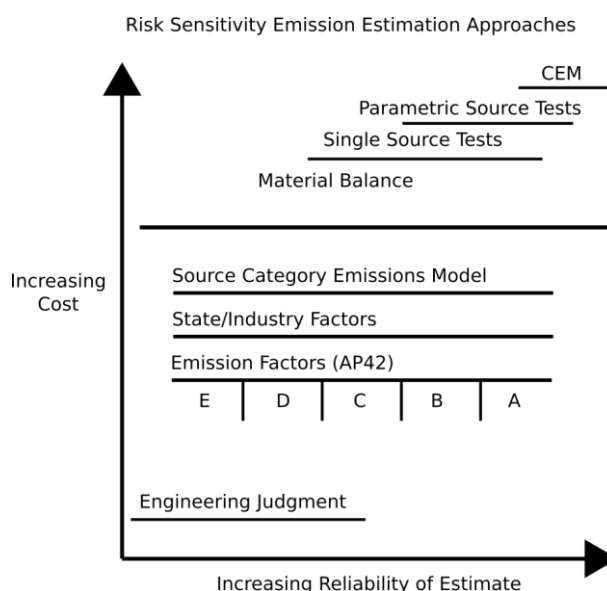 Risk Sensitivity Emission Estimation Approaches
CEM
Parametric Source Tests
Single Source Tests
Material Balance
Increasing
Cost
Source Category Emissions Model
State/Industry Factors
Emission Factors (AP42)
E D C B A
Engineering Judgment
Increasing Reliability of Estimate